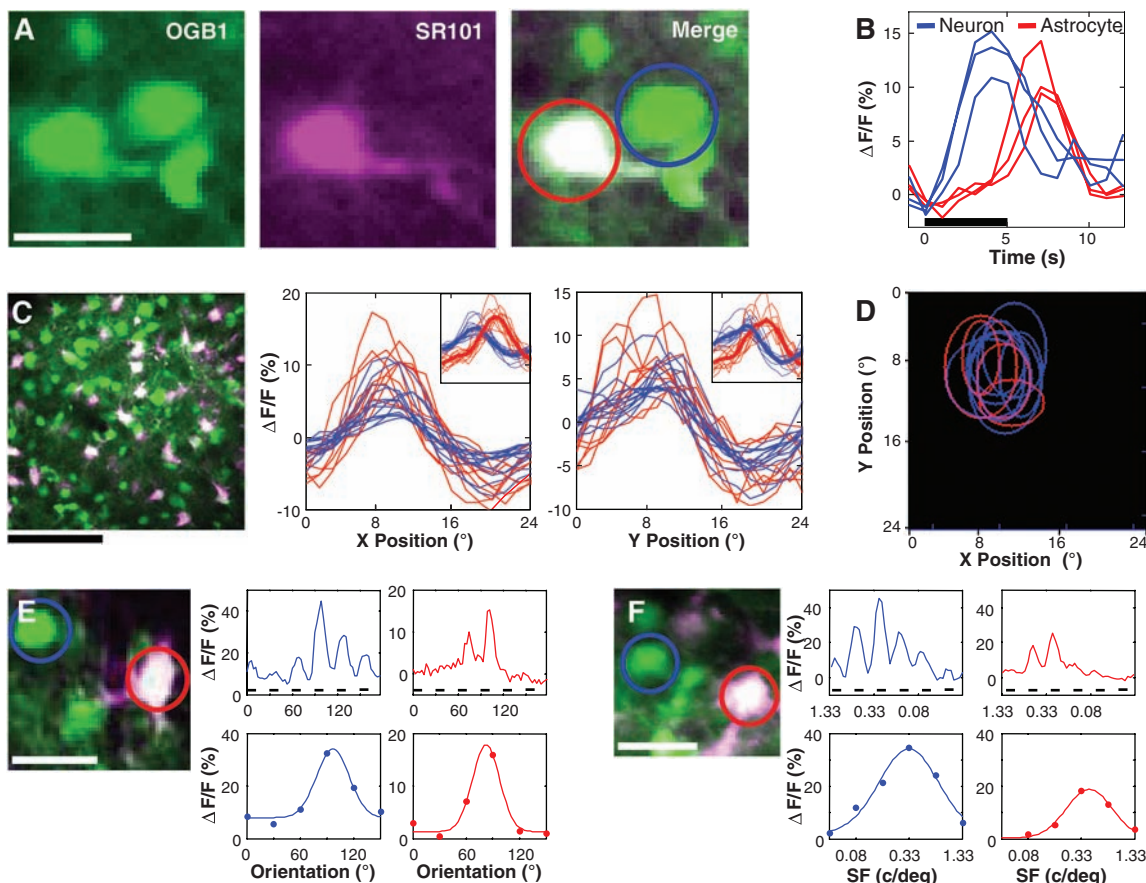 A OGB1 SR101 Merge
B Neuron Astrocyte
15
10
5
0
ΔF/F (%)
0 5 10
Time (s)
C
20
10
0
-10
ΔF/F (%)
0 8 16 24
X Position (°)
15
10
5
0
-5
-10
0 8 16 24
Y Position (°)
D
0
8
16
24
Y Position (°)
0 8 16 24
X Position (°)
E
40
20
0
ΔF/F (%)
0 60 120
20
10
0
0 60 120
40
20
0
ΔF/F (%)
0 60 120
Orientation (°)
20
10
0
0 60 120
Orientation (°)
F
40
20
0
ΔF/F (%)
1.33 0.33 0.08
40
20
0
1.33 0.33 0.08
40
20
0
ΔF/F (%)
0.08 0.33 1.33
SF (c/deg)
40
20
0
0.08 0.33 1.33
SF (c/deg)